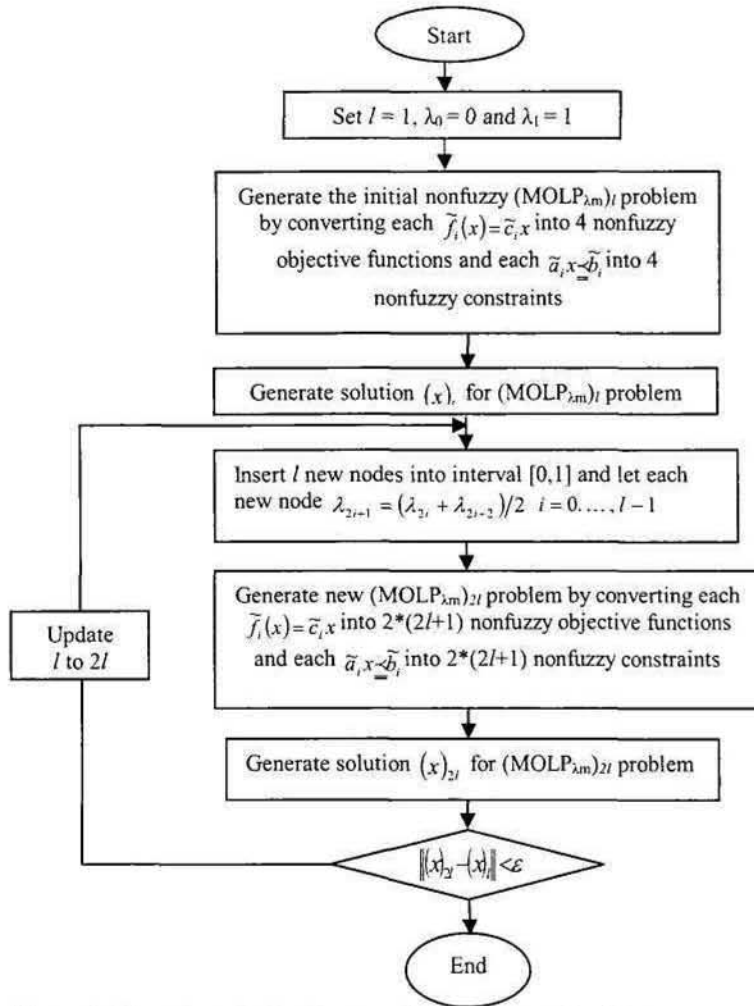 Start
Set l = 1, λ₀ = 0 and λ₁ = 1
Generate the initial nonfuzzy (MOLPλm)l problem
by converting each f̃ᵢ(x) = c̃ᵢx into 4 nonfuzzy
objective functions and each ãᵢx ≦ b̃ᵢ into 4
nonfuzzy constraints
Generate solution (x)l for (MOLPλm)l problem
Insert l new nodes into interval [0,1] and let each
new node λ₂ᵢ₊₁ = (λ₂ᵢ + λ₂ᵢ₋₂)/2 i = 0....,l − 1
Generate new (MOLPλm)2l problem by converting each
f̃ᵢ(x) = c̃ᵢx into 2*(2l+1) nonfuzzy objective functions
and each ãᵢx ≦ b̃ᵢ into 2*(2l+1) nonfuzzy constraints
Update
l to 2l
Generate solution (x)2l for (MOLPλm)2l problem
‖(x)2l − (x)l‖ < ε
End